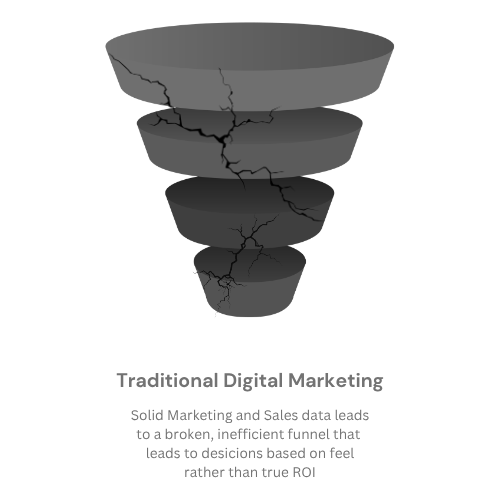 Traditional Digital Marketing
Solid Marketing and Sales data leads
to a broken, inefficient funnel that
leads to desicions based on feel
rather than true ROI